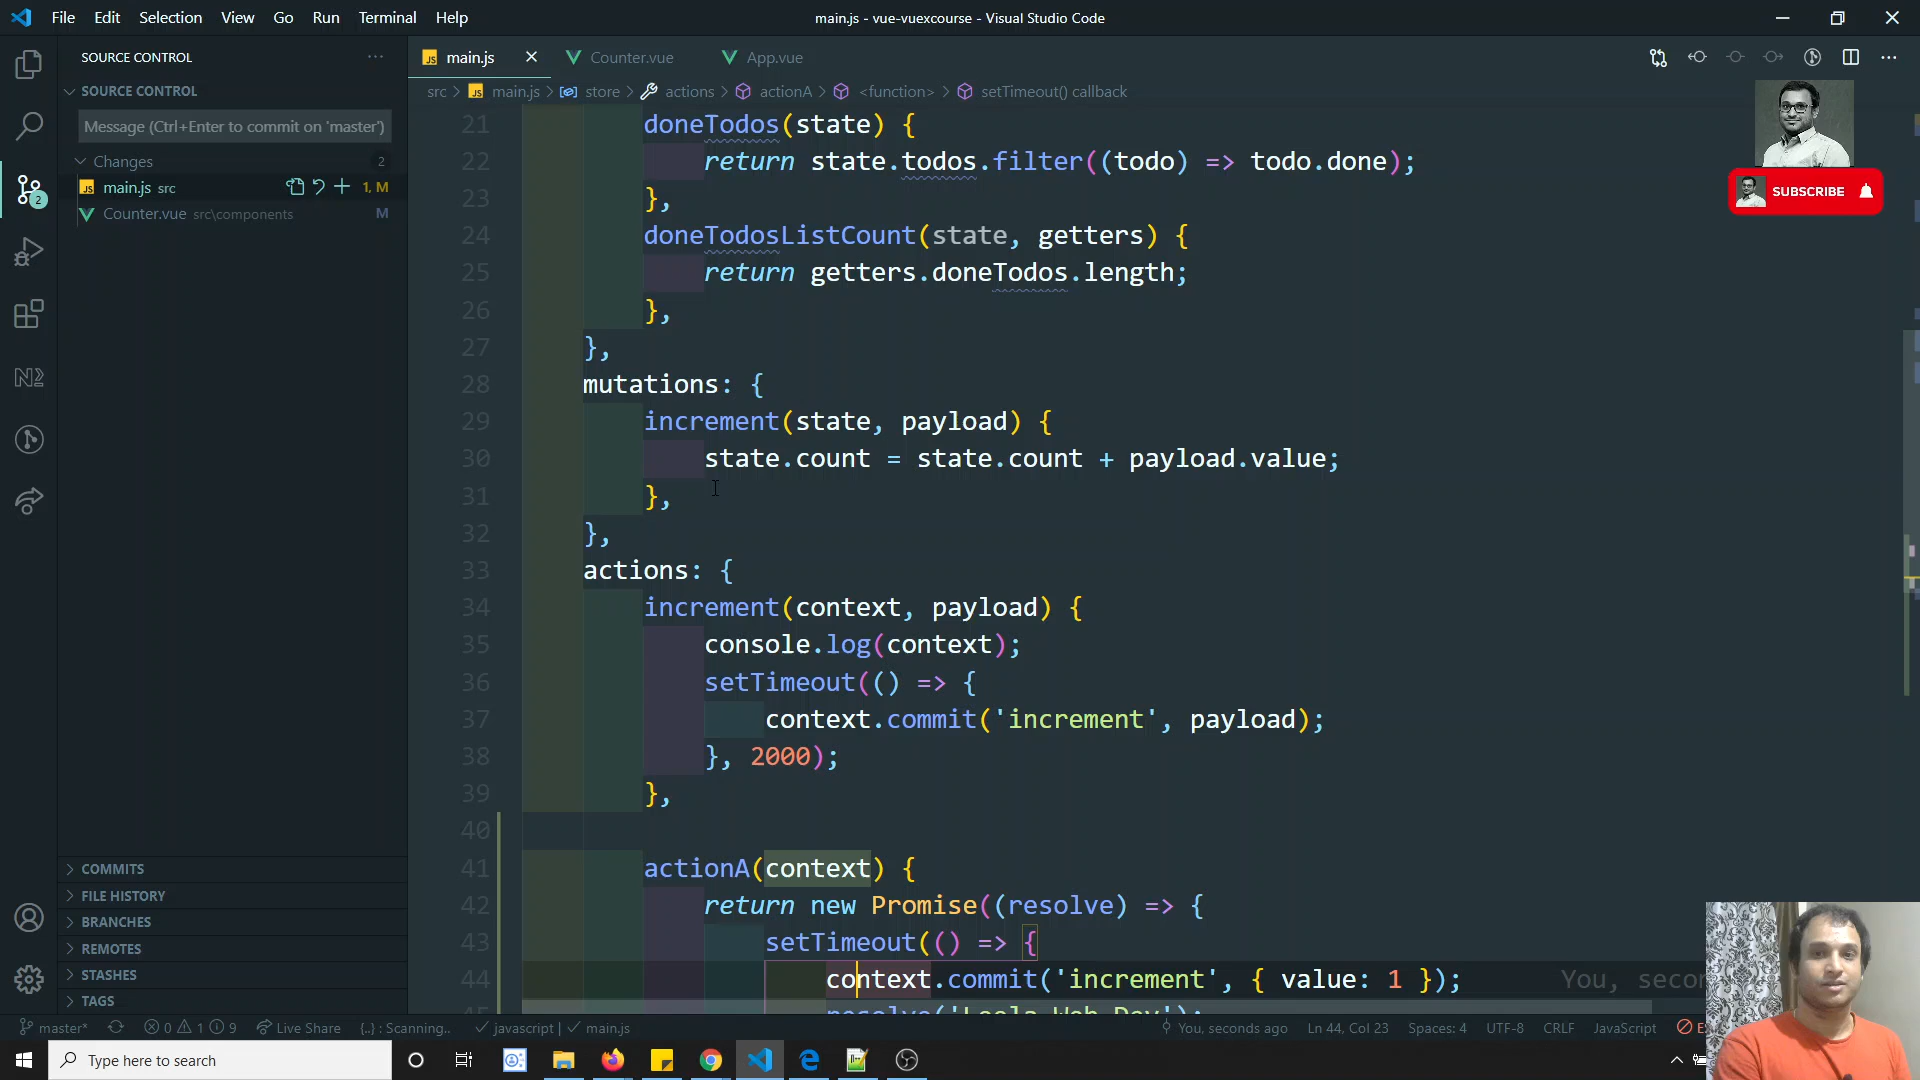 File Edit Selection View Go Run Terminal Help
main.js - vue-vuexcourse - Visual Studio Code
SOURCE CONTROL
main.js
Counter.vue
App.vue
SOURCE CONTROL
src > main.js > store > actions > actionA > <function> > setTimeout() callback
Message (Ctrl+Enter to commit on 'master')
Changes 2
main.js src 1, M
Counter.vue src\components M
2
SUBSCRIBE
21 doneTodos(state) {
22 return state.todos.filter((todo) => todo.done);
23 },
24 doneTodosListCount(state, getters) {
25 return getters.doneTodos.length;
26 },
27 },
28 mutations: {
29 increment(state, payload) {
30 state.count = state.count + payload.value;
31 },
32 },
33 actions: {
34 increment(context, payload) {
35 console.log(context);
36 setTimeout(() => {
37 context.commit('increment', payload);
38 }, 2000);
39 },
40
41 actionA(context) {
42 return new Promise((resolve) => {
43 setTimeout(() => {
44 context.commit('increment', { value: 1 }); You, secon
COMMITS
FILE HISTORY
BRANCHES
REMOTES
STASHES
TAGS
master* 0 1 9 Live Share {..} : Scanning.. javascript | main.js You, seconds ago Ln 44, Col 23 Spaces: 4 UTF-8 CRLF JavaScript
Type here to search